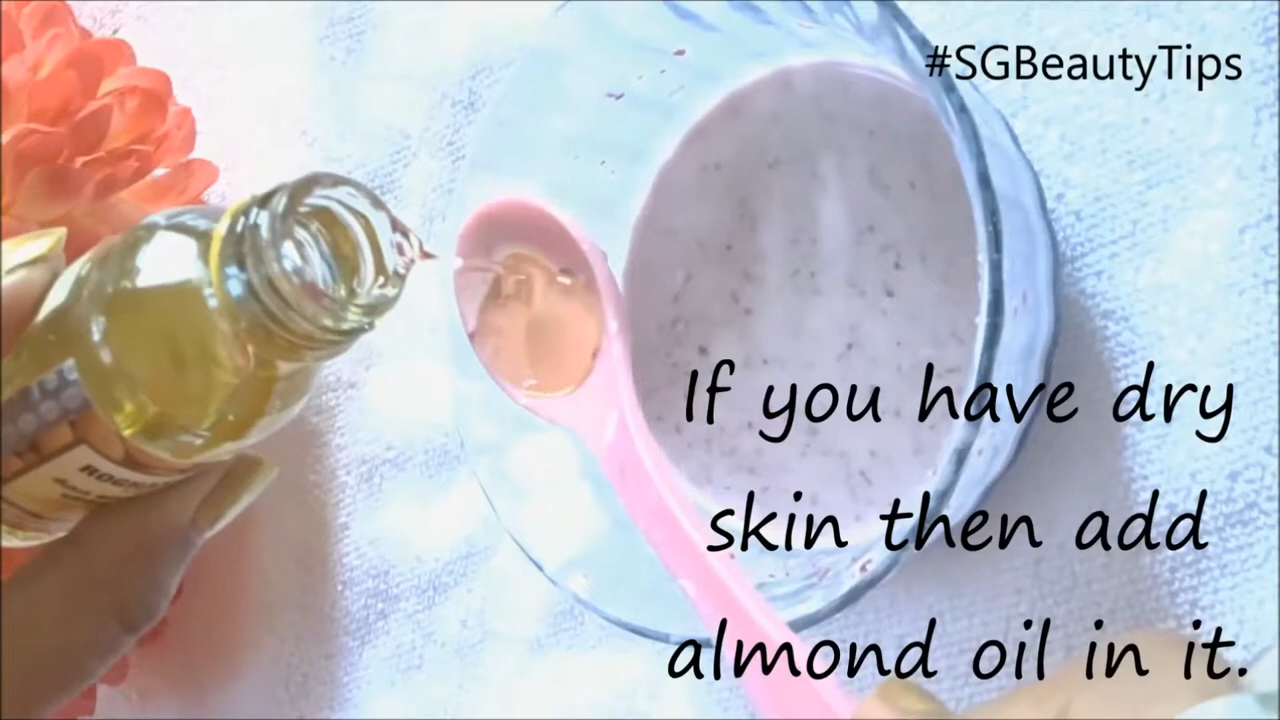 #SGBeautyTips
If you have dry
skin then add
almond oil in it.